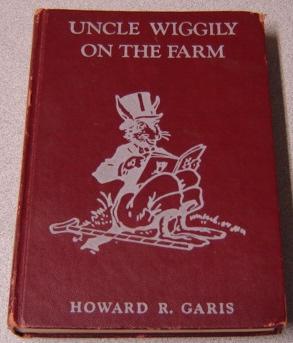 UNCLE WIGGILY
ON THE FARM
HOWARD R. GARIS